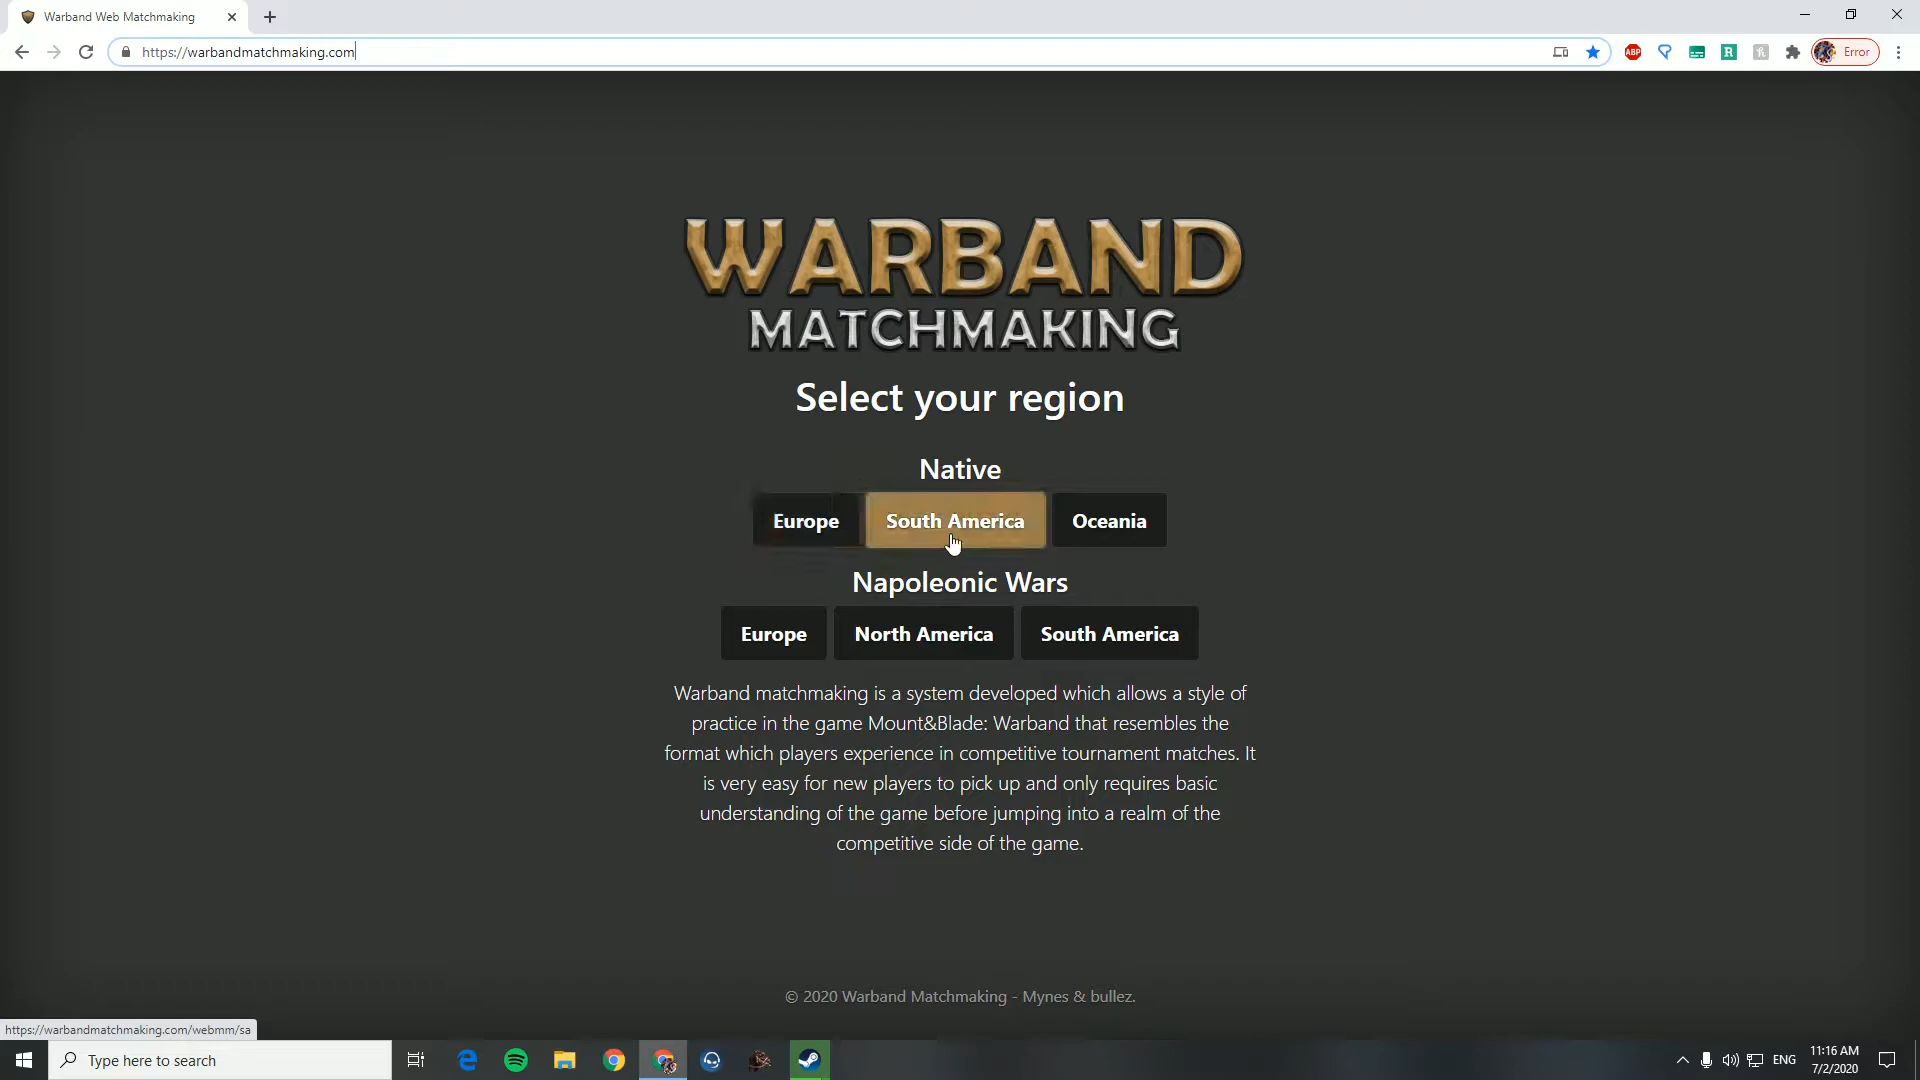 Warband Web Matchmaking
https://warbandmatchmaking.com
ABP
R
Error
WARBAND
MATCHMAKING
Select your region
Native
Europe
South America
Oceania
Napoleonic Wars
Europe
North America
South America
Warband matchmaking is a system developed which allows a style of
practice in the game Mount&Blade: Warband that resembles the
format which players experience in competitive tournament matches. It
is very easy for new players to pick up and only requires basic
understanding of the game before jumping into a realm of the
competitive side of the game.
© 2020 Warband Matchmaking - Mynes & bullez.
https://warbandmatchmaking.com/webmm/sa
Type here to search
ENG
11:16 AM
7/2/2020